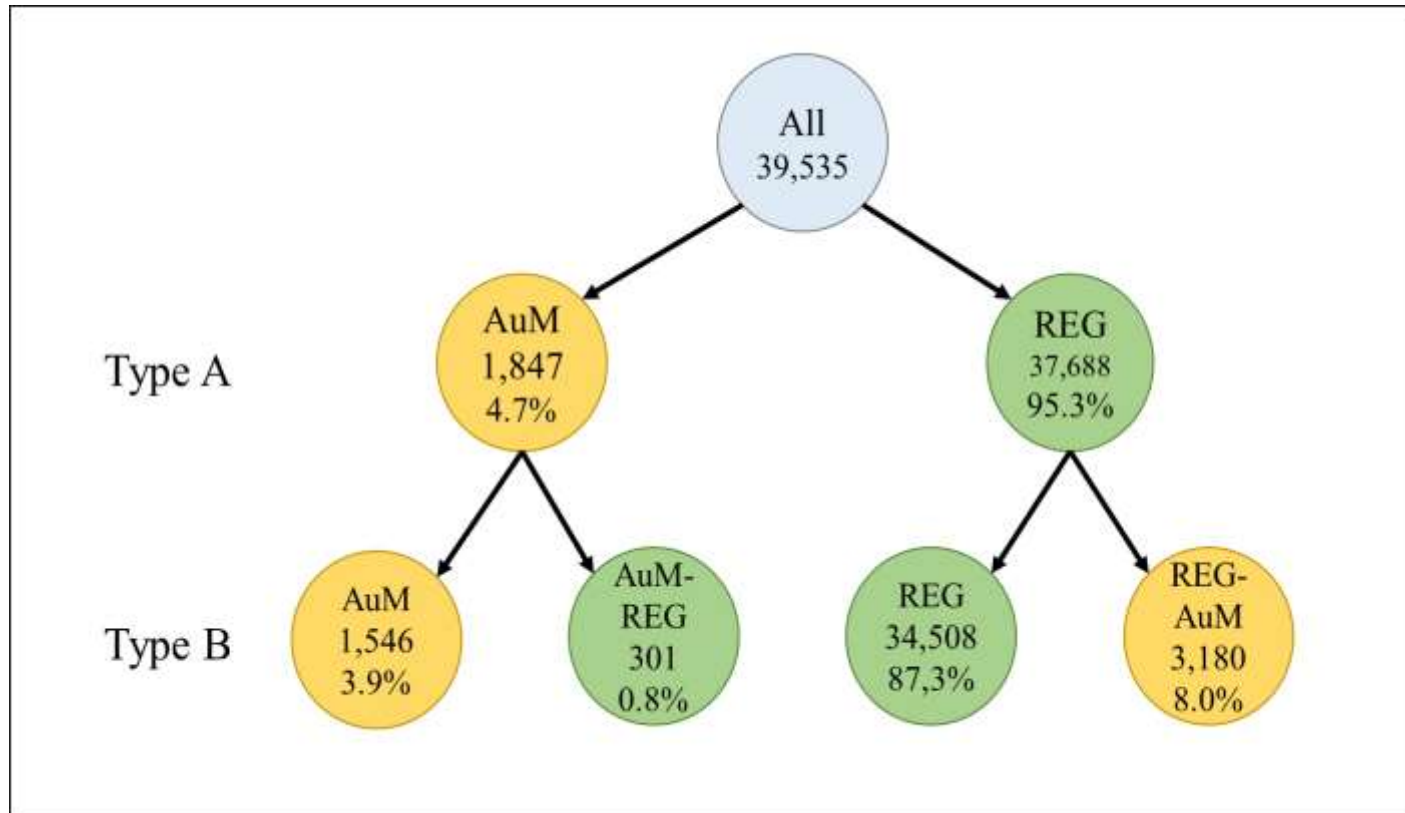 All
39,535
Type A
AuM
1,847
4.7%
REG
37,688
95.3%
Type B
AuM
1,546
3.9%
AuM-
REG
301
0.8%
REG
34,508
87,3%
REG-
AuM
3,180
8.0%